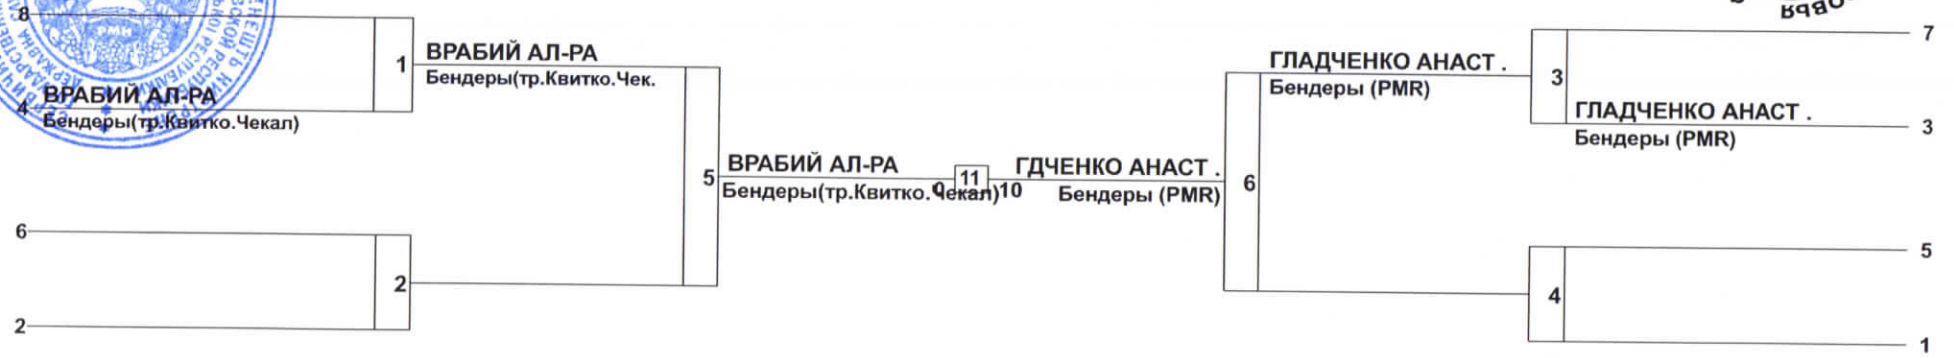 8
ВРАБИЙ АЛ-РА
4
Бендеры(тр.Квитко.Чекал)
1
ВРАБИЙ АЛ-РА
Бендеры(тр.Квитко.Чек.
6
2
2
5
ВРАБИЙ АЛ-РА
Бендеры(тр.Квитко.Чекал)
0
11
10
ГДЧЕНКО АНАСТ .
Бендеры (PMR)
6
ГЛАДЧЕНКО АНАСТ .
Бендеры (PMR)
3
7
ГЛАДЧЕНКО АНАСТ .
3
Бендеры (PMR)
4
5
1
РМН